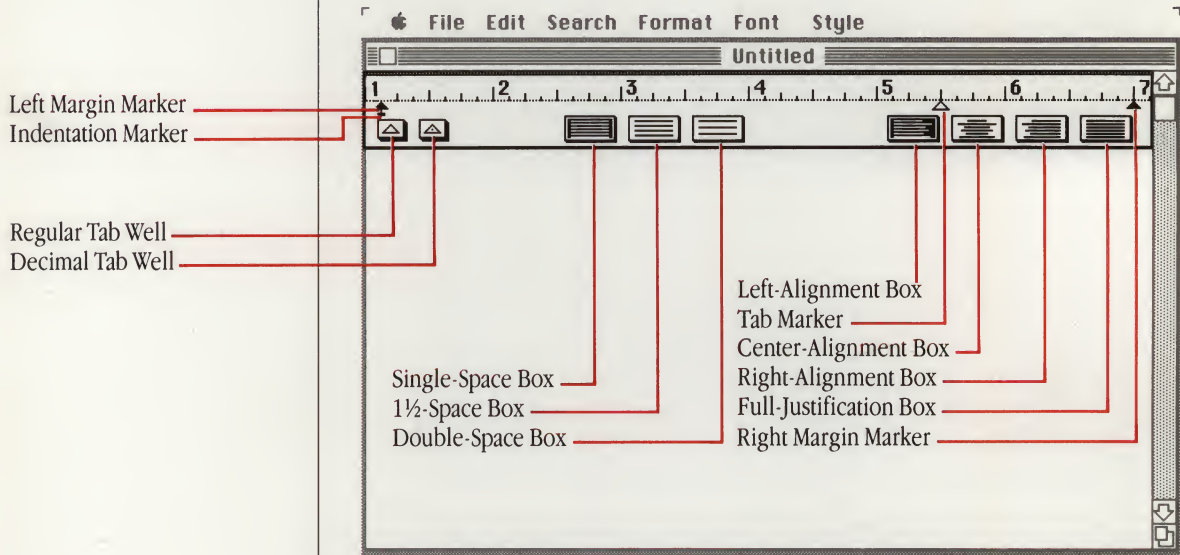 File Edit Search Format Font Style
Untitled
1 2 3 4 5 6 7
Left Margin Marker
Indentation Marker
Regular Tab Well
Decimal Tab Well
Left-Alignment Box
Tab Marker
Center-Alignment Box
Single-Space Box
Right-Alignment Box
1½-Space Box
Full-Justification Box
Double-Space Box
Right Margin Marker